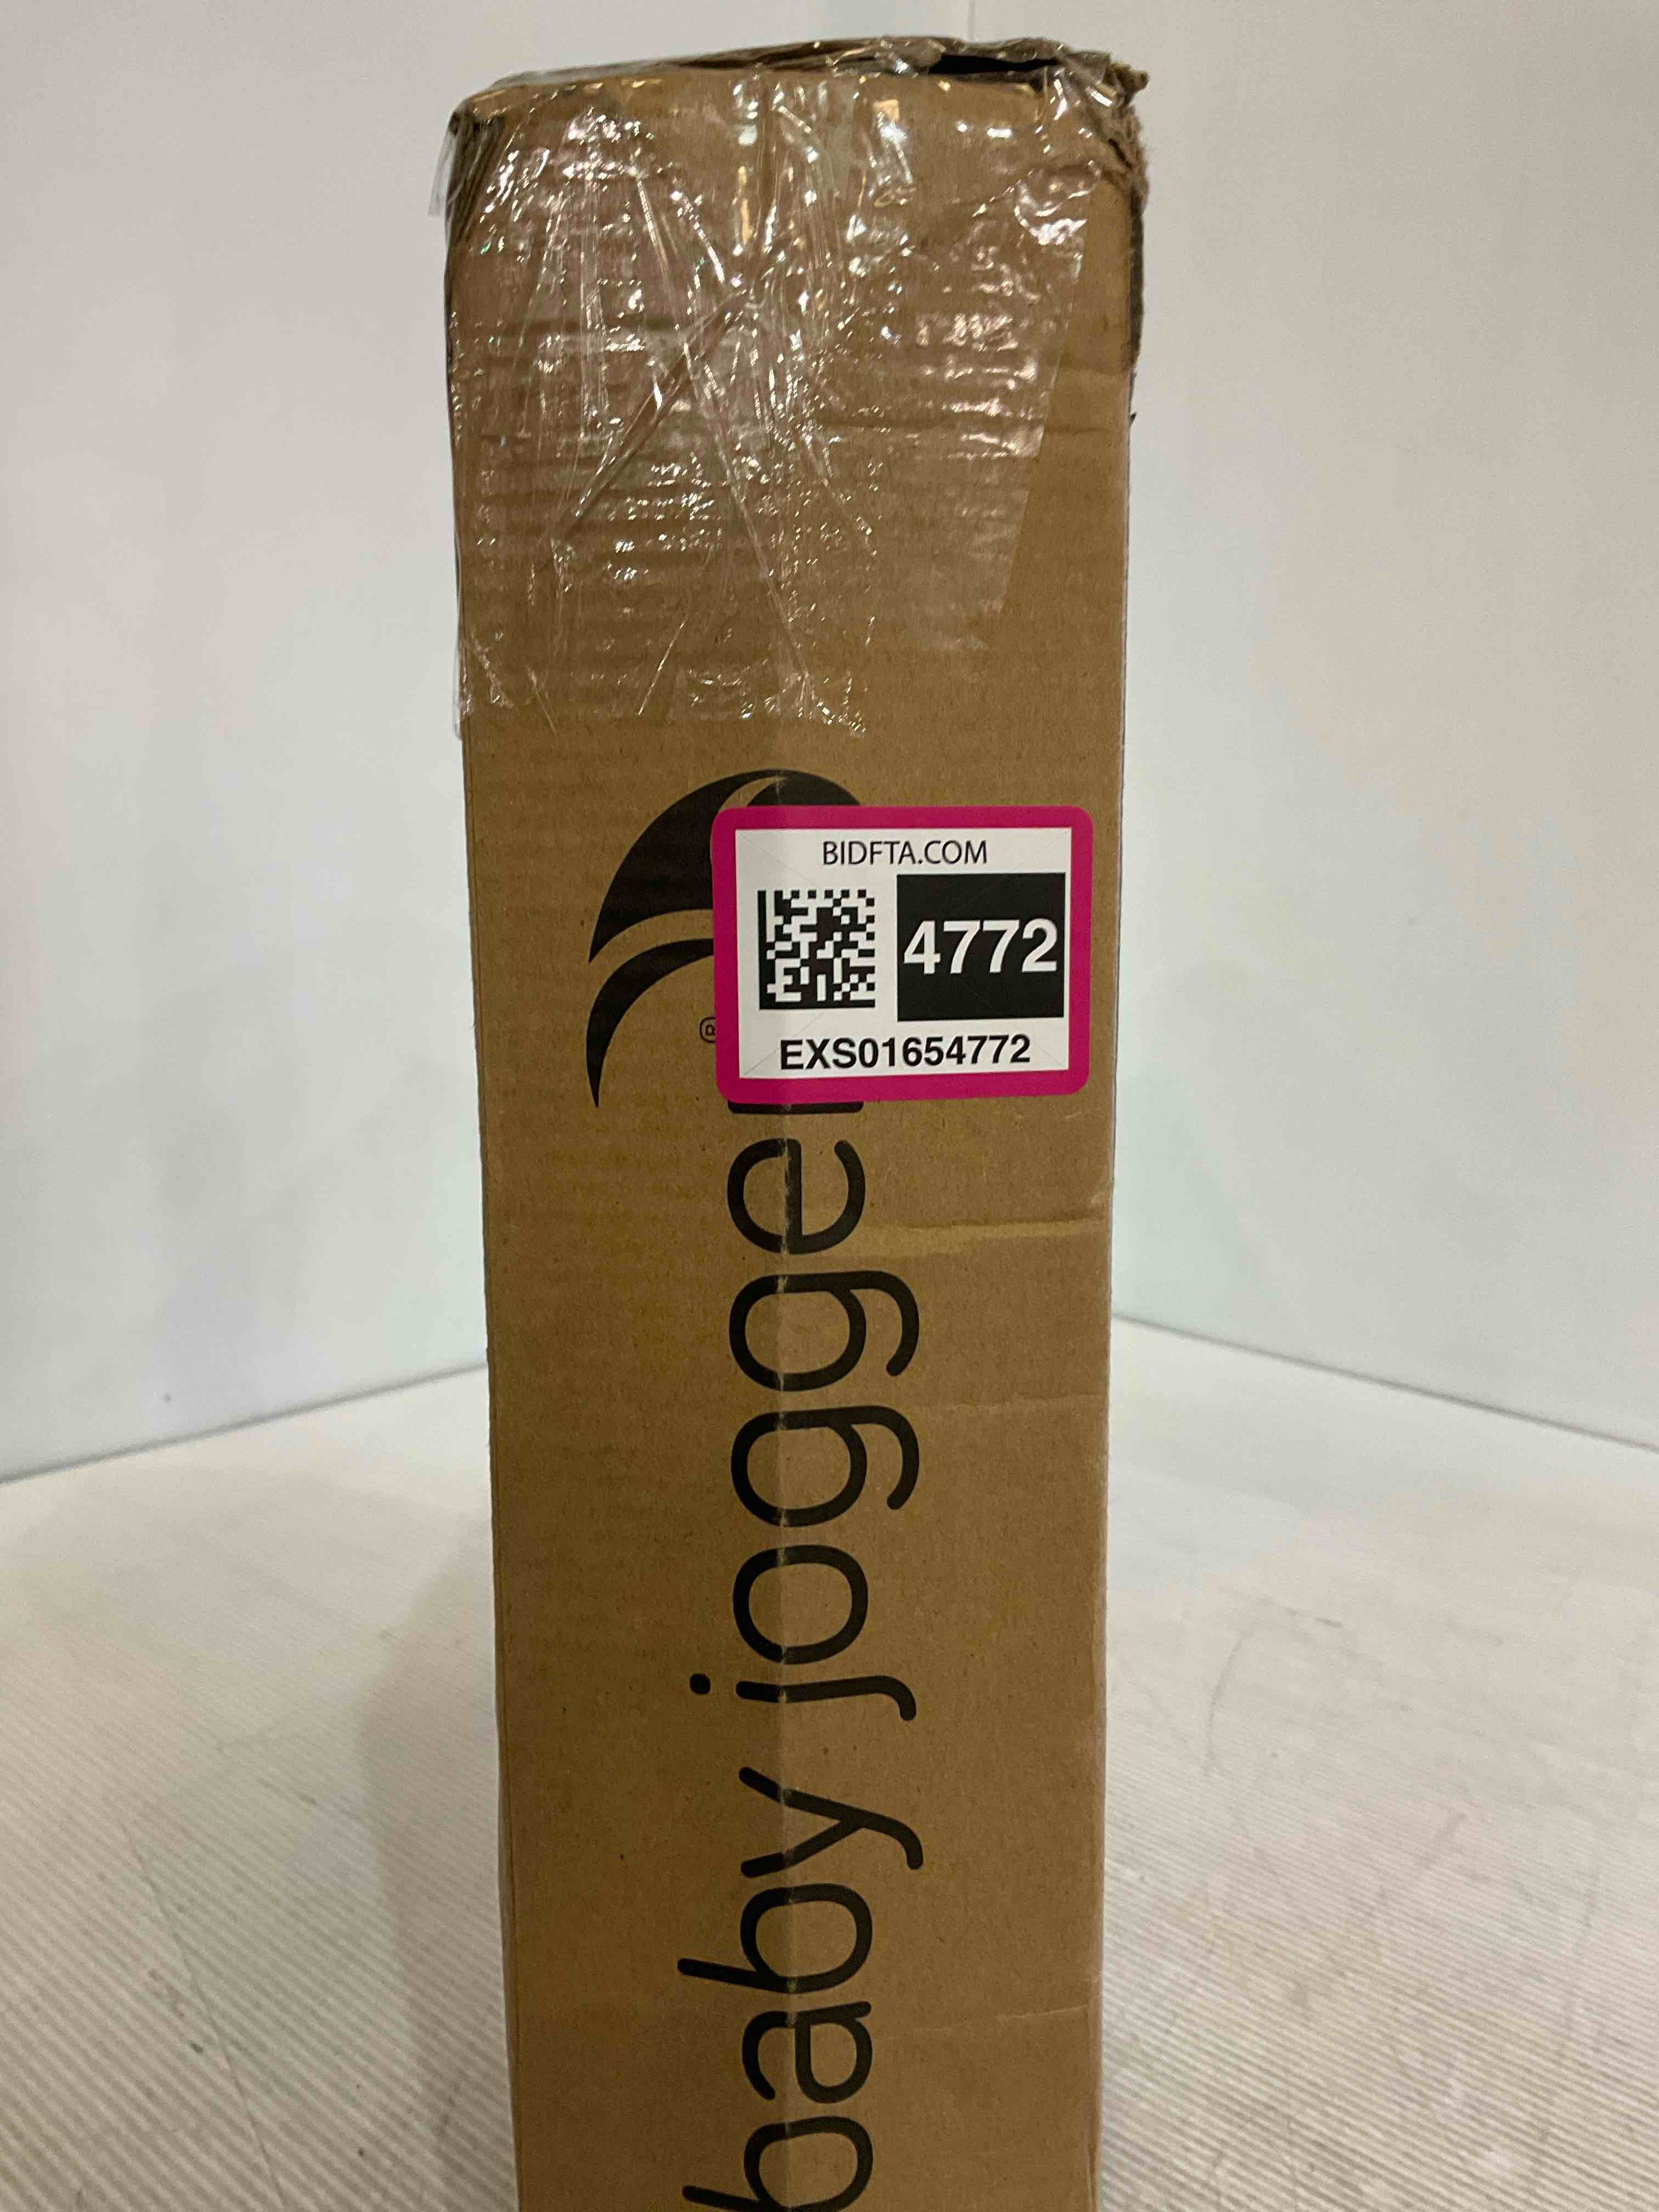 BIDFTA.COM
4772
EXS01654772
®
baby jogger